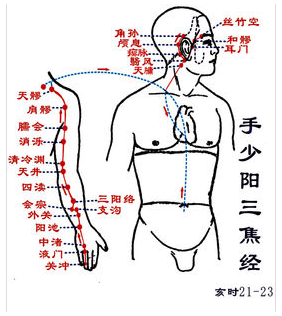 丝竹空
角孙
颅息
瘈脉
翳风
天牖
和髎
耳门
天髎
肩髎
臑会
消泺
清冷渊
天井
四渎
三阳络
会宗
支沟
外关
阳池
中渚
液门
关冲
手少阳三焦经
亥时21-23